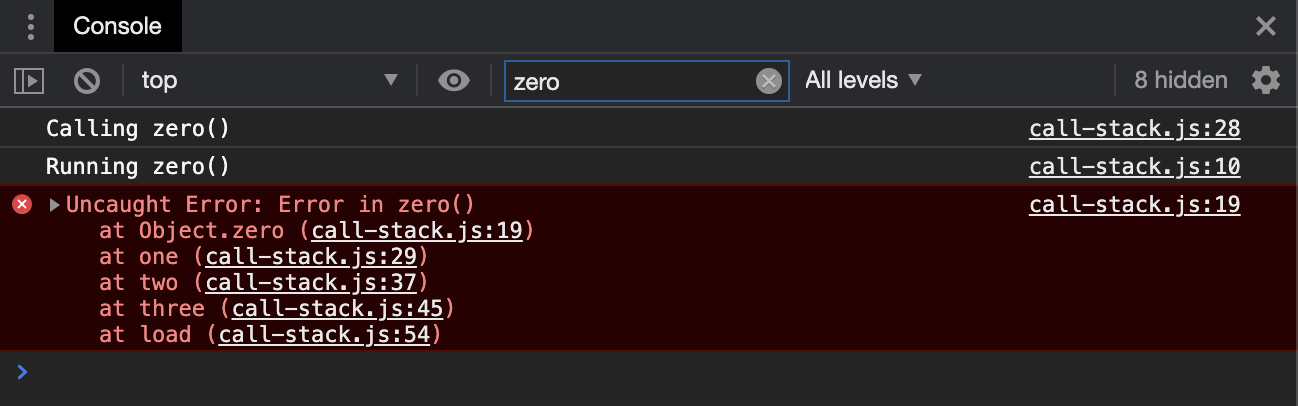 Console
top zero All levels 8 hidden
Calling zero() call-stack.js:28
Running zero() call-stack.js:10
Uncaught Error: Error in zero() call-stack.js:19
at Object.zero (call-stack.js:19)
at one (call-stack.js:29)
at two (call-stack.js:37)
at three (call-stack.js:45)
at load (call-stack.js:54)